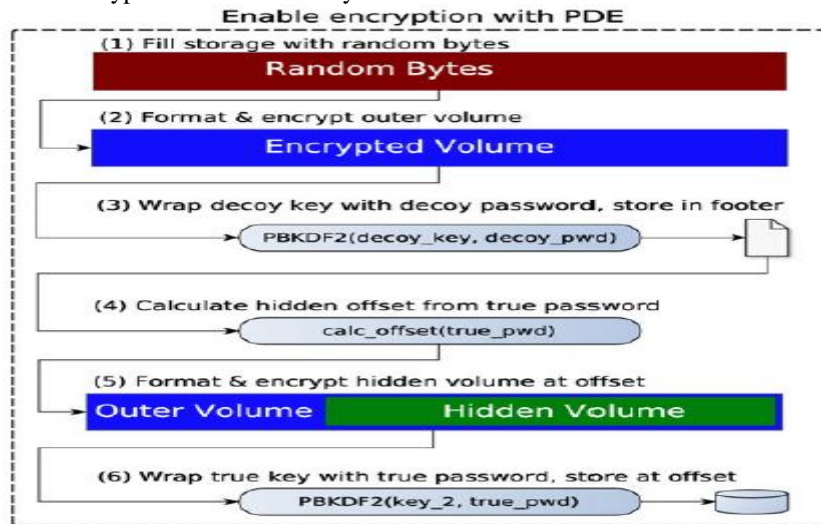 Enable encryption with PDE
(1) Fill storage with random bytes
Random Bytes
(2) Format & encrypt outer volume
Encrypted Volume
(3) Wrap decoy key with decoy password, store in footer
PBKDF2(decoy_key, decoy_pwd)
(4) Calculate hidden offset from true password
calc_offset(true_pwd)
(5) Format & encrypt hidden volume at offset
Outer Volume Hidden Volume
(6) Wrap true key with true password, store at offset
PBKDF2(key_2, true_pwd)